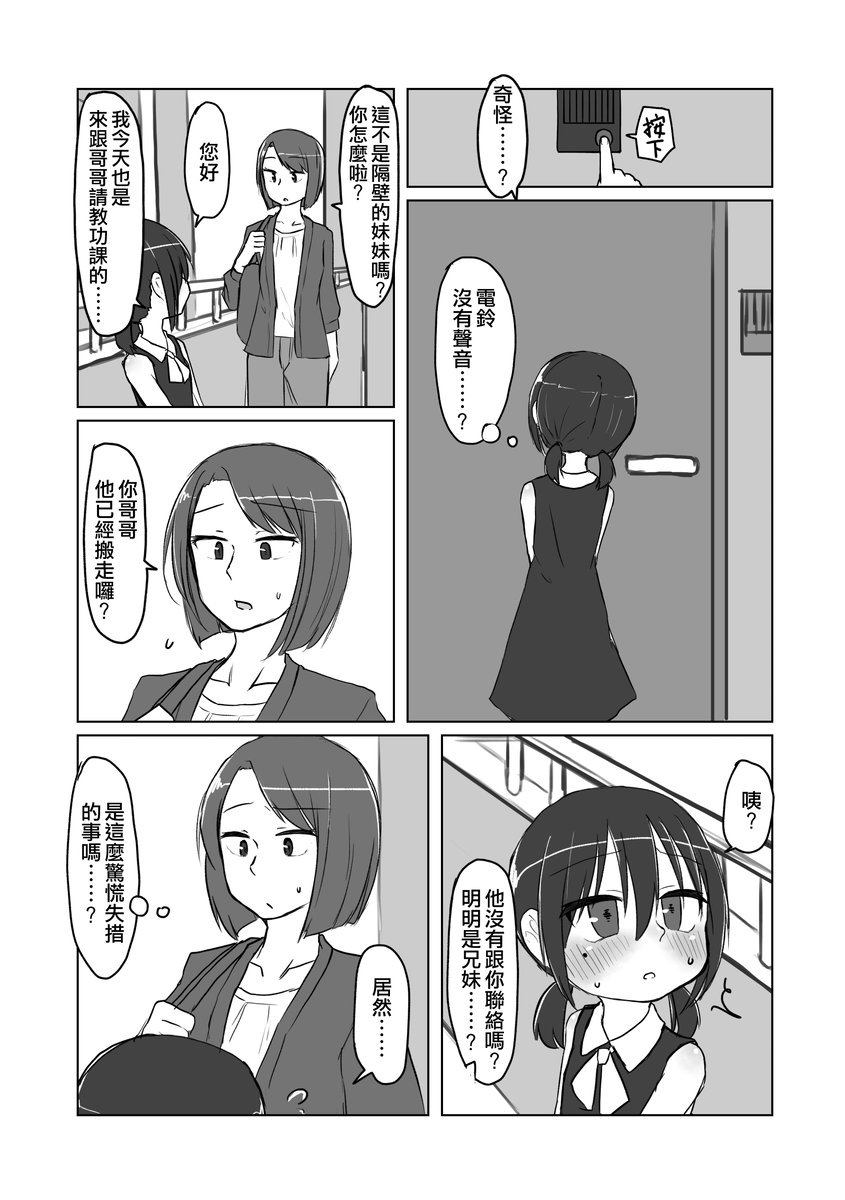 按
下
奇怪……？
電鈴
沒有聲音……？
這不是隔壁的妹妹嗎？
你怎麼啦？
您好
我今天也是
來跟哥哥請教功課的……
你哥哥
他已經搬走囉？
咦？
他沒有跟你聯絡嗎？
明明是兄妹……？
居然……
是這麼驚慌失措
的事嗎……？